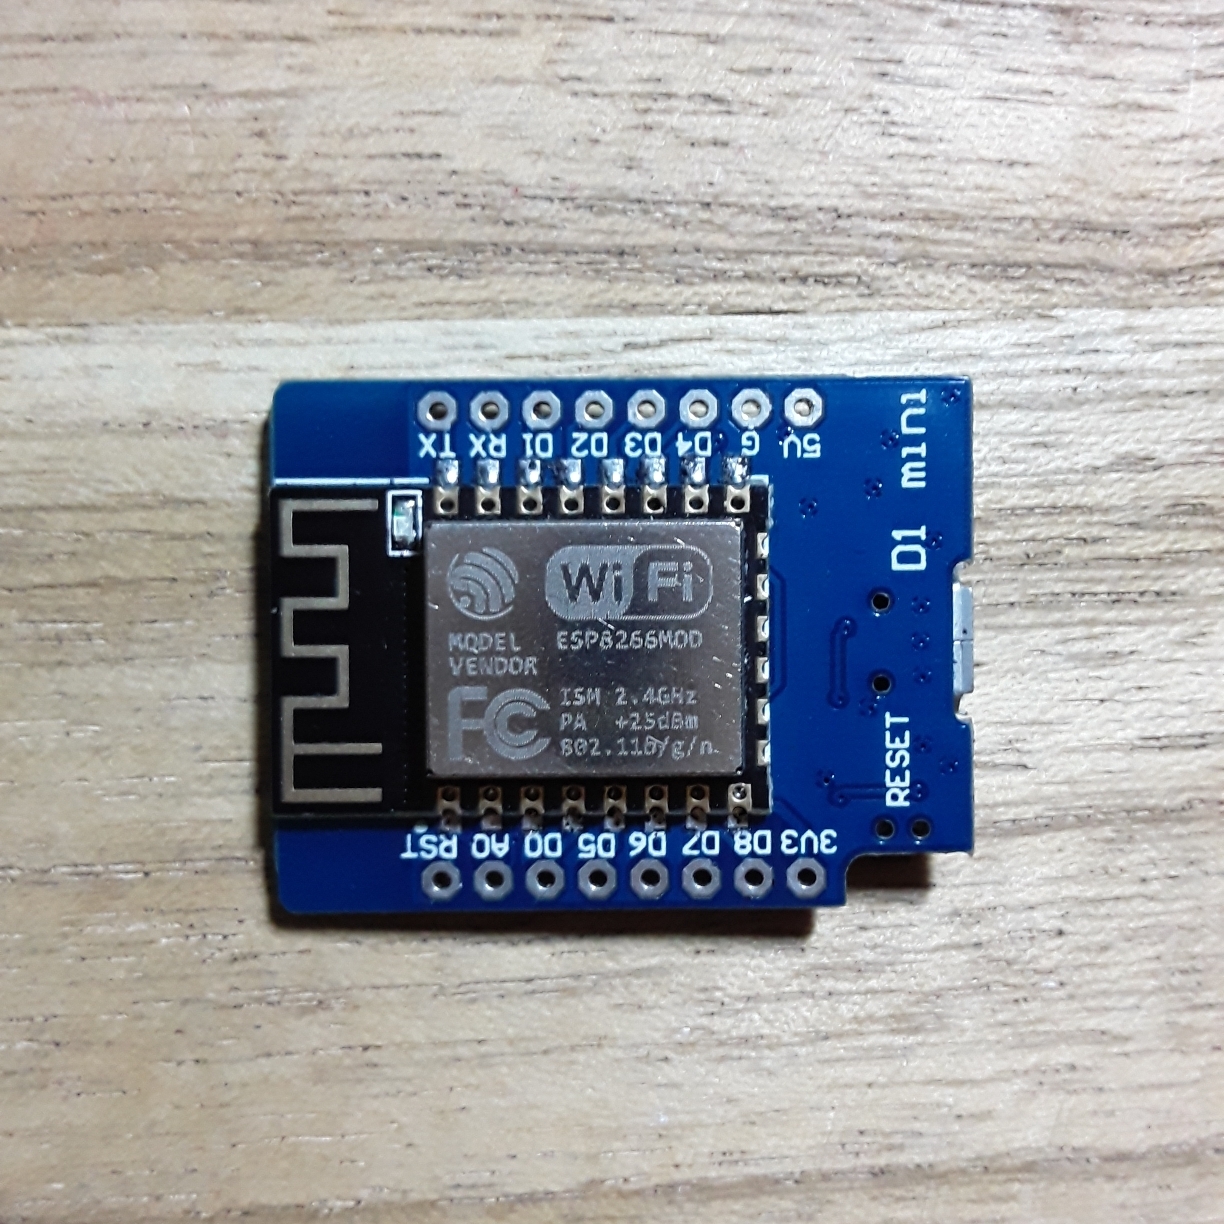 TX RX D1 D2 D3 D4 G 5V
D1 mini
WiFi
MODEL ESP8266MOD
VENDOR
FCC
ISM 2.4GHz
PA +25dBm
802.11b/g/n
RESET
RST A0 D0 D5 D6 D7 D8 3V3